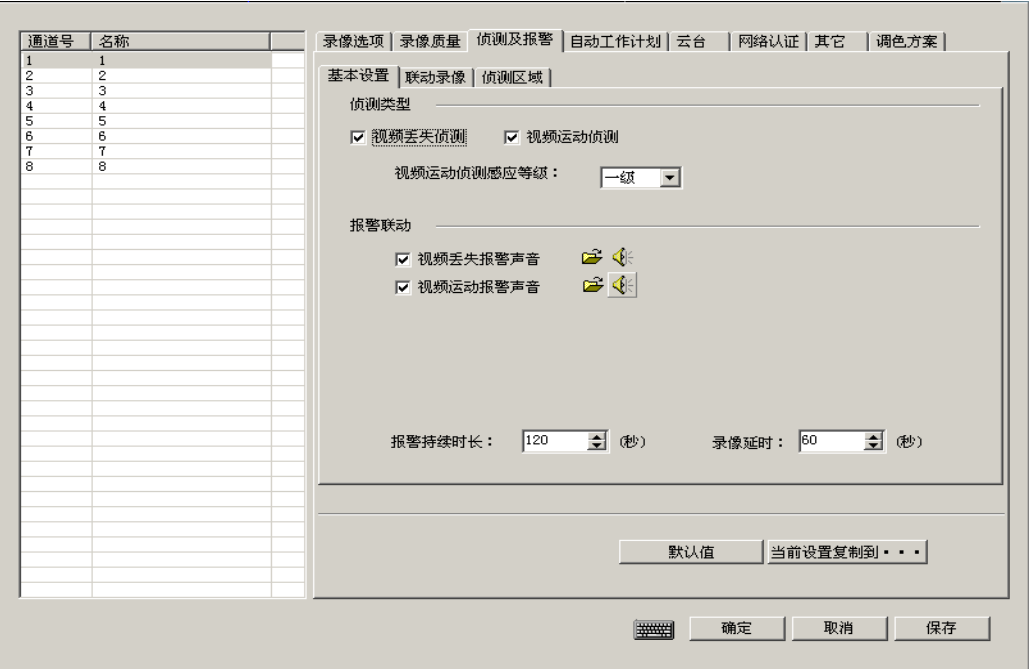 通道号 名称
1 1
2 2
3 3
4 4
5 5
6 6
7 7
8 8
录像选项 录像质量 侦测及报警 自动工作计划 云台 网络认证 其它 调色方案
基本设置 联动录像 侦测区域
侦测类型
视频丢失侦测 视频运动侦测
视频运动侦测感应等级： 一级
报警联动
视频丢失报警声音
视频运动报警声音
报警持续时长： 120 (秒) 录像延时： 60 (秒)
默认值 当前设置复制到・・・
确定 取消 保存